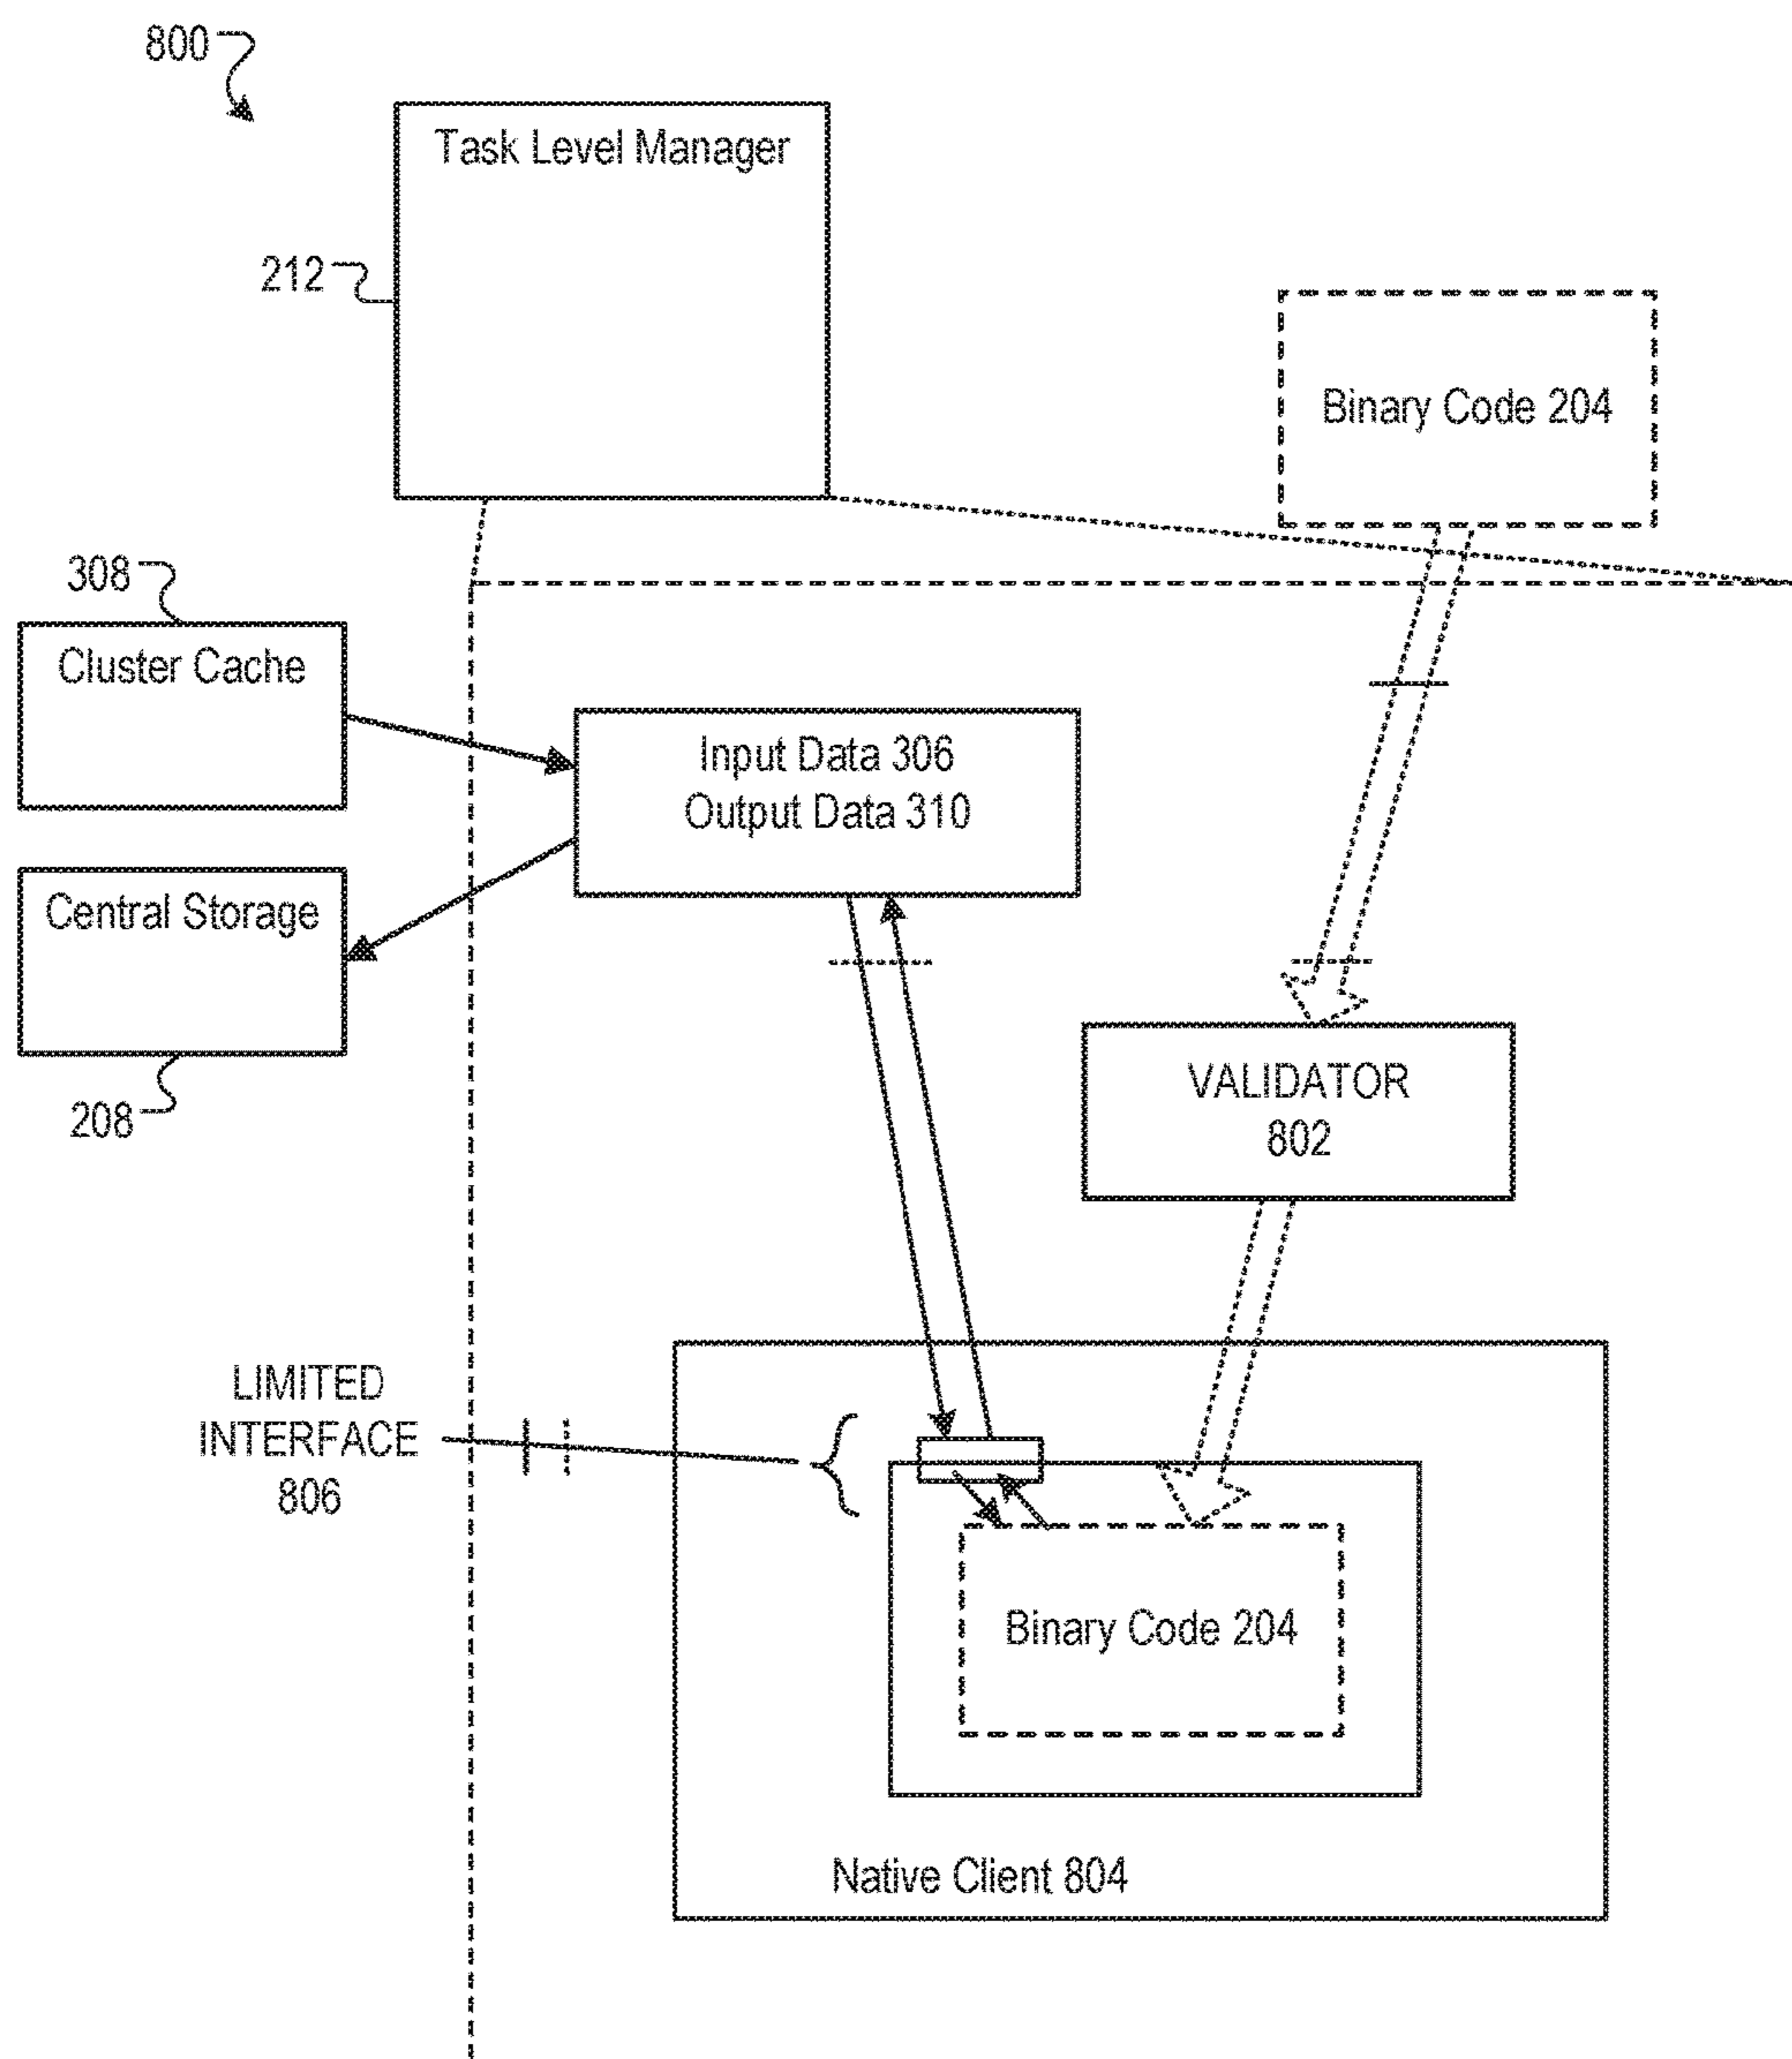 800
Task Level Manager
212
Binary Code 204
308
Cluster Cache
Input Data 306
Output Data 310
Central Storage
208
VALIDATOR
802
LIMITED
INTERFACE
806
Binary Code 204
Native Client 804